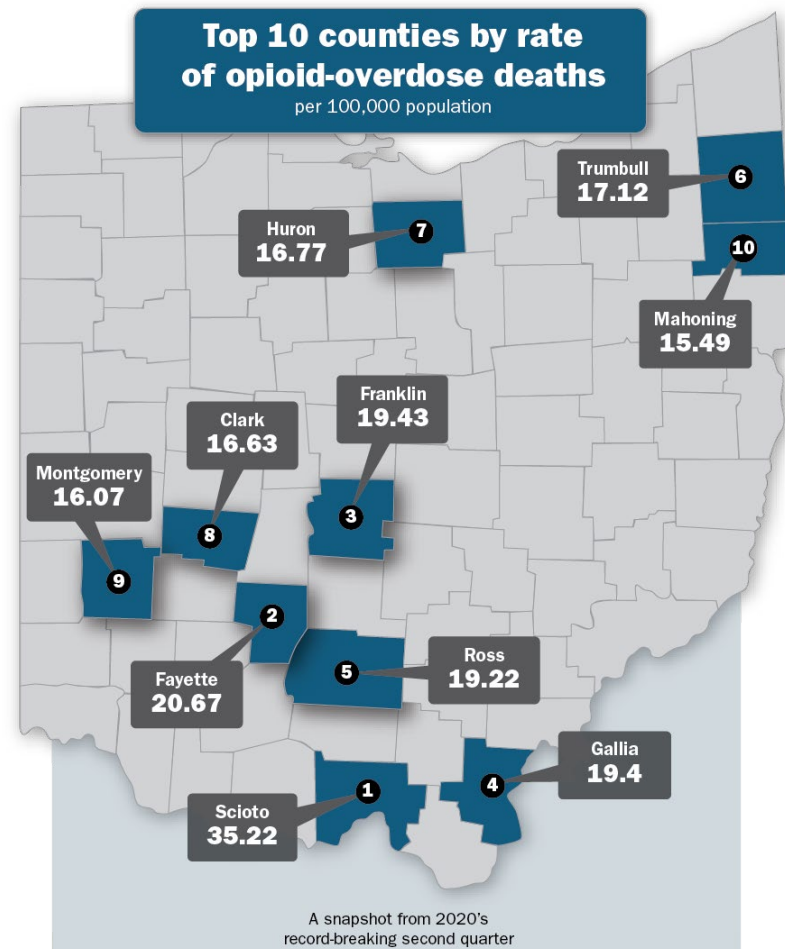 Top 10 counties by rate
of opioid-overdose deaths
per 100,000 population
Trumbull
17.12
6
Huron
16.77
7
10
Mahoning
15.49
Franklin
19.43
3
Clark
16.63
8
Montgomery
16.07
9
2
Fayette
20.67
5
Ross
19.22
Gallia
19.4
4
1
Scioto
35.22
A snapshot from 2020's
record-breaking second quarter